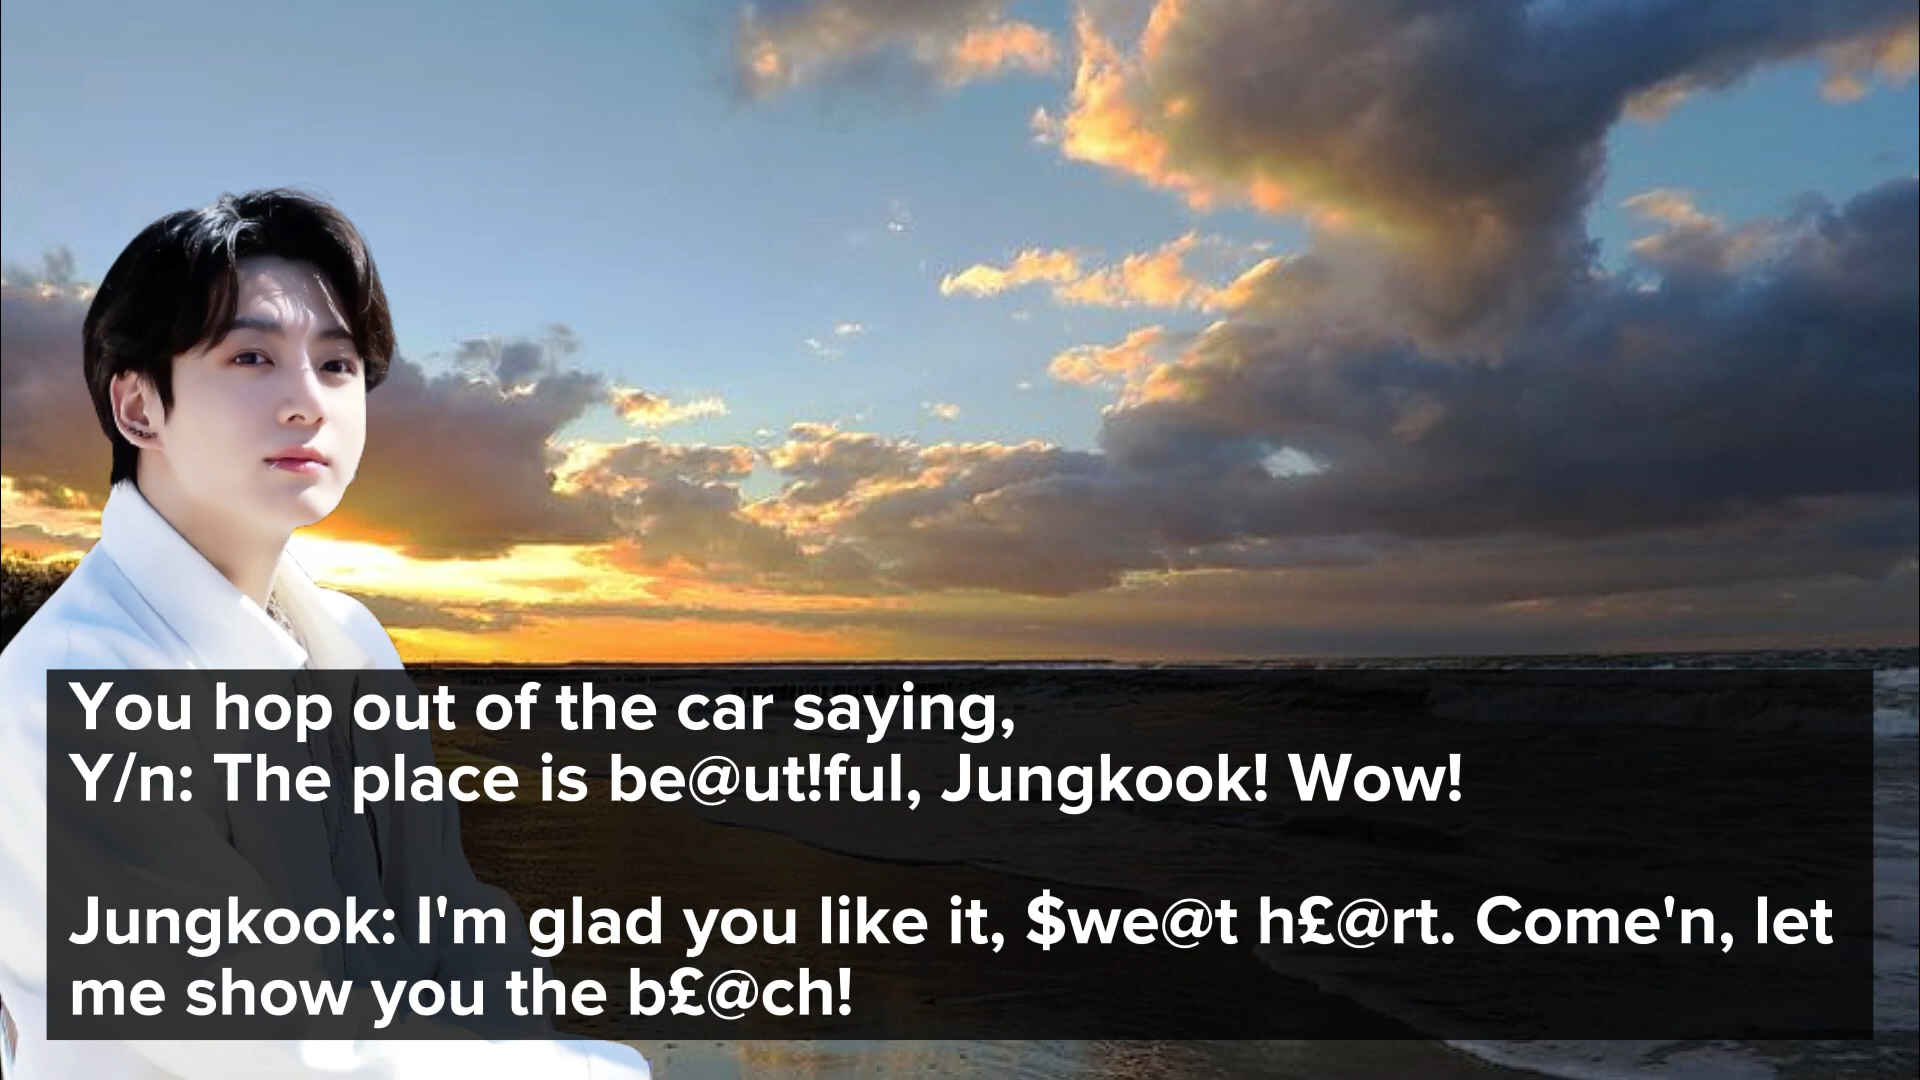 You hop out of the car saying,
Y/n: The place is be@ut!ful, Jungkook! Wow!
Jungkook: I'm glad you like it, $we@t h£@rt. Come'n, let
me show you the b£@ch!